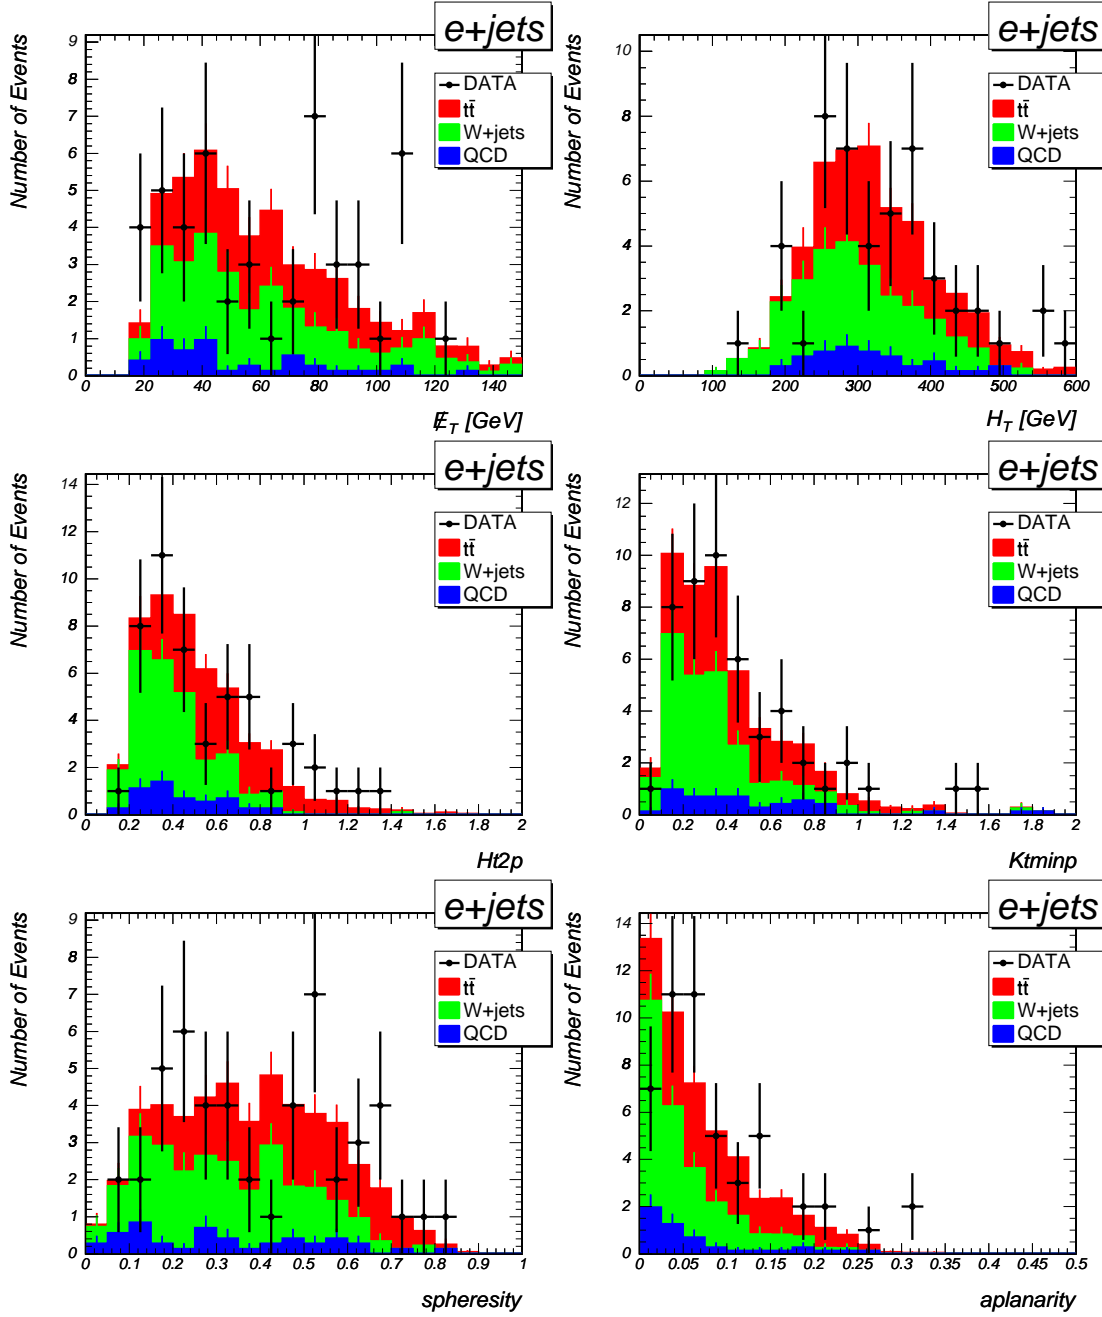 e+jets
Number of Events
DATA
tt̄
W+jets
QCD
9
8
7
6
5
4
3
2
1
0
0 20 40 60 80 100 120 140
E̸_T [GeV]
e+jets
Number of Events
DATA
tt̄
W+jets
QCD
10
8
6
4
2
0
0 100 200 300 400 500 600
H_T [GeV]
e+jets
Number of Events
DATA
tt̄
W+jets
QCD
14
12
10
8
6
4
2
0
0 0.2 0.4 0.6 0.8 1 1.2 1.4 1.6 1.8 2
Ht2p
e+jets
Number of Events
DATA
tt̄
W+jets
QCD
12
10
8
6
4
2
0
0 0.2 0.4 0.6 0.8 1 1.2 1.4 1.6 1.8 2
Ktminp
e+jets
Number of Events
DATA
tt̄
W+jets
QCD
9
8
7
6
5
4
3
2
1
0
0 0.1 0.2 0.3 0.4 0.5 0.6 0.7 0.8 0.9 1
spheresity
e+jets
Number of Events
DATA
tt̄
W+jets
QCD
14
12
10
8
6
4
2
0
0 0.05 0.1 0.15 0.2 0.25 0.3 0.35 0.4 0.45 0.5
aplanarity